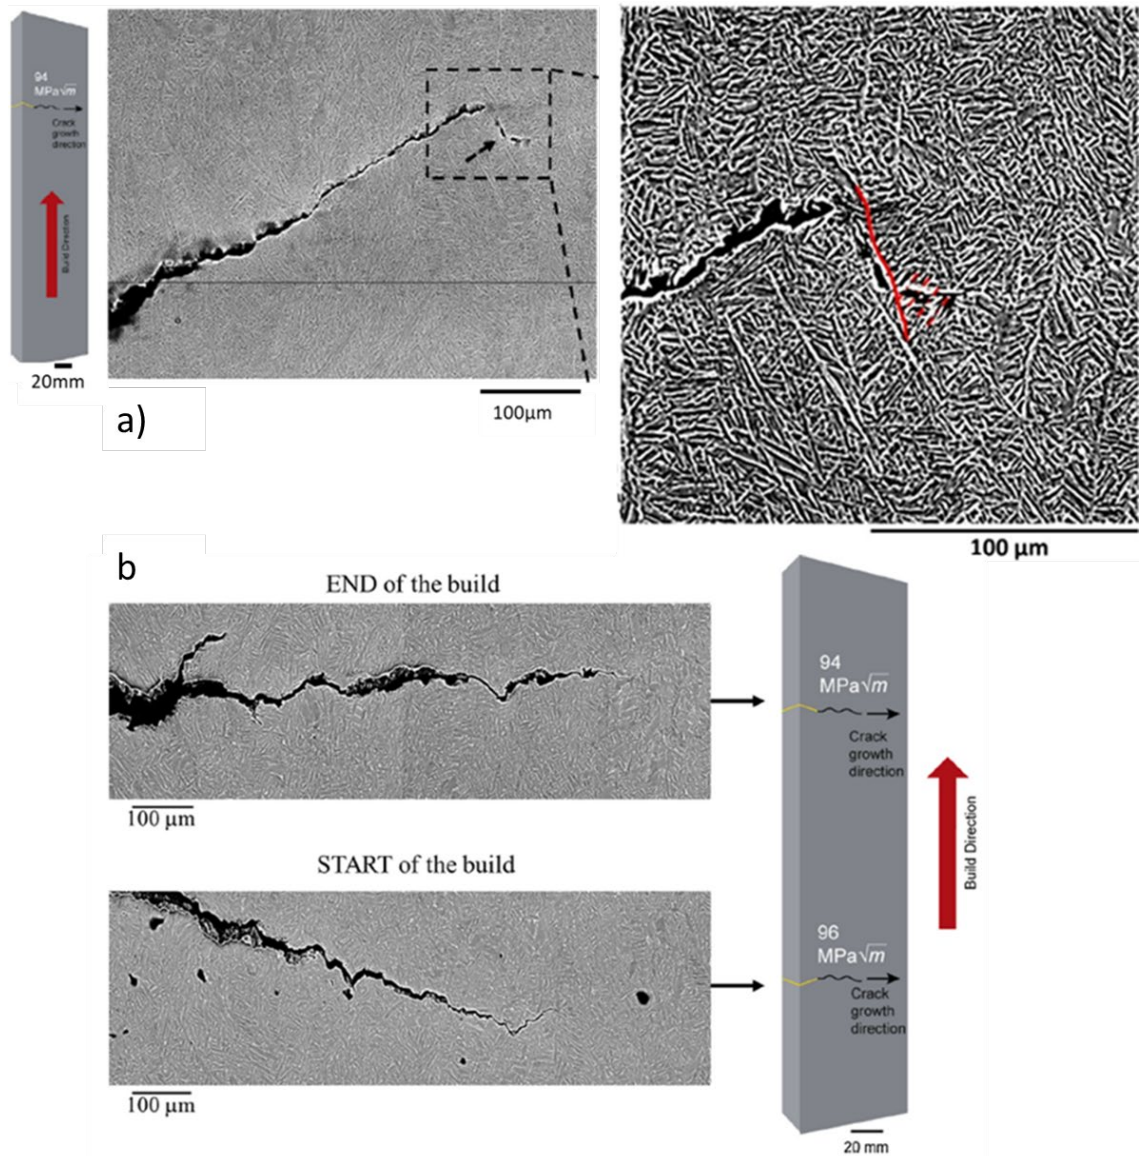 94
MPa√m
Crack
growth
direction
Build Direction
20mm
100µm
a)
100 µm
b
END of the build
100 µm
START of the build
100 µm
94
MPa√m
Crack
growth
direction
96
MPa√m
Crack
growth
direction
Build Direction
20 mm